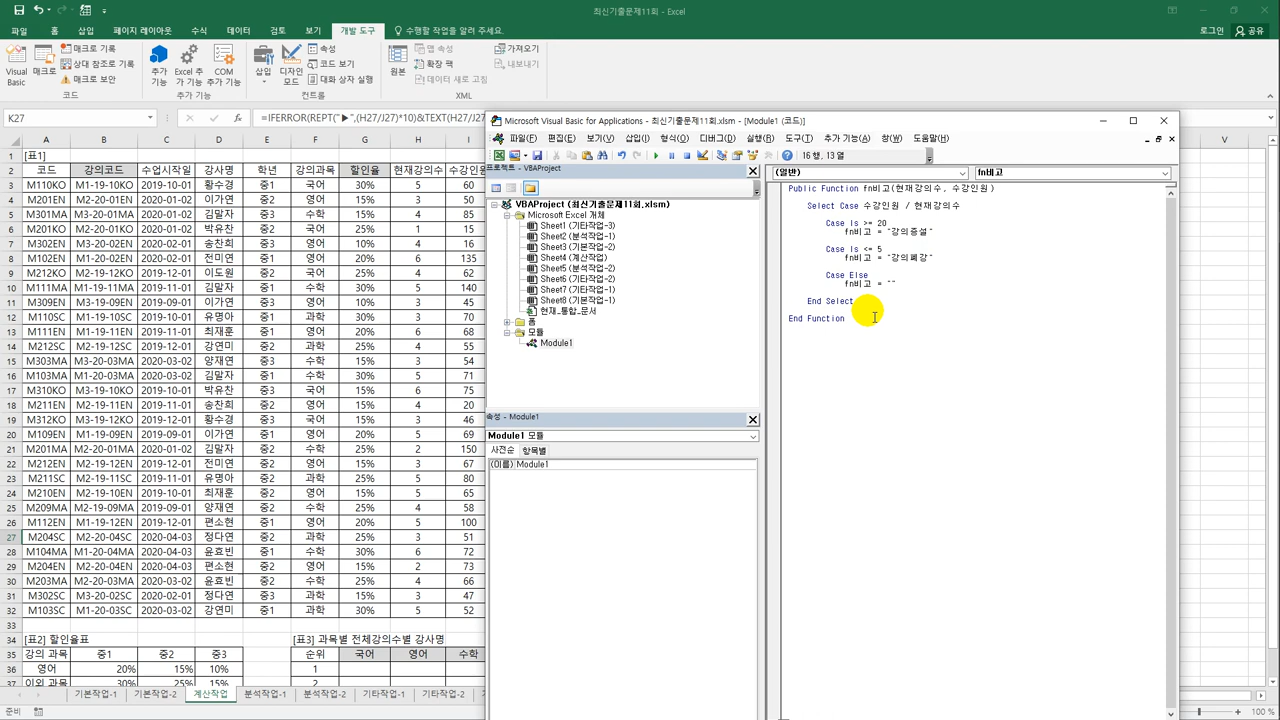 최신기출문제11회 - Excel
파일 홈 삽입 페이지 레이아웃 수식 데이터 검토 보기 개발 도구 수행할 작업을 알려 주세요. 로그인 공유
Visual Basic 매크로 매크로 기록 상대 참조로 기록 매크로 보안
추가 기능 Excel 추가 기능 COM 추가 기능
삽입 디자인 모드 속성 코드 보기 대화 상자 실행
원본 맵 속성 확장 팩 데이터 새로 고침 가져오기 내보내기
코드 추가 기능 컨트롤 XML
K27 =IFERROR(REPT("▶",(H27/J27)*10)&TEXT(H27/J27
A B C D E F G H I V
1 [표1]
2 코드 강의코드 수업시작일 강사명 학년 강의과목 할인율 현재강의수 수강인원
3 M110KO M1-19-10KO 2019-10-01 황수경 중1 국어 30% 5 60
4 M201EN M2-20-01EN 2020-01-02 이가연 중2 영어 15% 3 50
5 M301MA M3-20-02MA 2020-02-01 김말자 중3 수학 15% 4 85
6 M201KO M2-20-01KO 2020-01-02 박유찬 중2 국어 25% 1 15
7 M302EN M3-20-02EN 2020-02-01 송찬희 중3 영어 10% 4 16
8 M102EN M1-20-02EN 2020-02-01 전미연 중1 영어 20% 6 135
9 M212KO M2-19-12KO 2019-12-01 이도원 중2 국어 25% 4 24
10 M111MA M1-19-11MA 2019-11-01 김말자 중1 수학 30% 5 140
11 M309EN M3-19-09EN 2019-09-01 이가연 중3 영어 10% 3 45
12 M110SC M1-19-10SC 2019-10-01 유명아 중1 과학 30% 3 70
13 M111EN M1-19-11EN 2019-11-01 최재훈 중1 영어 20% 6 68
14 M212SC M2-19-12SC 2019-12-01 강연미 중2 과학 25% 4 55
15 M303MA M3-20-03MA 2020-03-02 양재연 중3 수학 15% 3 54
16 M103MA M1-20-03MA 2020-03-02 김말자 중1 수학 30% 5 71
17 M310KO M3-19-10KO 2019-10-01 박유찬 중3 국어 15% 6 75
18 M211EN M2-19-11EN 2019-11-01 송찬희 중2 영어 15% 4 20
19 M312KO M3-19-12KO 2019-12-01 황수경 중3 국어 15% 3 46
20 M109EN M1-19-09EN 2019-09-01 이가연 중1 영어 20% 5 69
21 M201MA M2-20-01MA 2020-01-02 김말자 중2 수학 25% 2 150
22 M212EN M2-19-12EN 2019-12-01 전미연 중2 영어 15% 3 67
23 M211SC M2-19-11SC 2019-11-01 유명아 중2 과학 25% 5 80
24 M210EN M2-19-10EN 2019-10-01 최재훈 중2 영어 15% 5 65
25 M209MA M2-19-09MA 2019-09-01 양재연 중2 수학 25% 4 58
26 M112EN M1-19-12EN 2019-12-01 편소현 중1 영어 20% 5 100
27 M204SC M2-20-04SC 2020-04-03 정다연 중2 과학 25% 3 51
28 M104MA M1-20-04MA 2020-04-03 윤효빈 중1 수학 30% 6 72
29 M204EN M2-20-04EN 2020-04-03 편소현 중2 영어 15% 2 73
30 M203MA M2-20-03MA 2020-03-02 윤효빈 중2 수학 25% 4 66
31 M302SC M3-20-02SC 2020-02-01 정다연 중3 과학 15% 3 47
32 M103SC M1-20-03SC 2020-03-02 강연미 중1 과학 30% 5 52
33
34 [표2] 할인율표 [표3] 과목별 전체강의수별 강사명
35 강의 과목 중1 중2 중3 순위 국어 영어 수학
36 영어 20% 15% 10% 1
37 이외 과목 30% 25% 15% 2
기본작업-1 기본작업-2 계산작업 분석작업-1 분석작업-2 기타작업-1 기타작업-2
준비 100 %
Microsoft Visual Basic for Applications - 최신기출문제11회.xlsm - [Module1 (코드)]
파일(F) 편집(E) 보기(V) 삽입(I) 형식(O) 디버그(D) 실행(R) 도구(T) 추가 기능(A) 창(W) 도움말(H)
16 행, 13 열
프로젝트 - VBAProject
VBAProject (최신기출문제11회.xlsm)
Microsoft Excel 개체
Sheet1 (기타작업-3)
Sheet2 (분석작업-1)
Sheet3 (기본작업-2)
Sheet4 (계산작업)
Sheet5 (분석작업-2)
Sheet6 (기타작업-2)
Sheet7 (기타작업-1)
Sheet8 (기본작업-1)
현재_통합_문서
폼
모듈
Module1
속성 - Module1
Module1 모듈
사전순 항목별
(이름) Module1
(일반) fn비고
Public Function fn비고(현재강의수, 수강인원)
Select Case 수강인원 / 현재강의수
Case Is >= 20
fn비고 = "강의증설"
Case Is <= 5
fn비고 = "강의폐강"
Case Else
fn비고 = ""
End Select
End Function